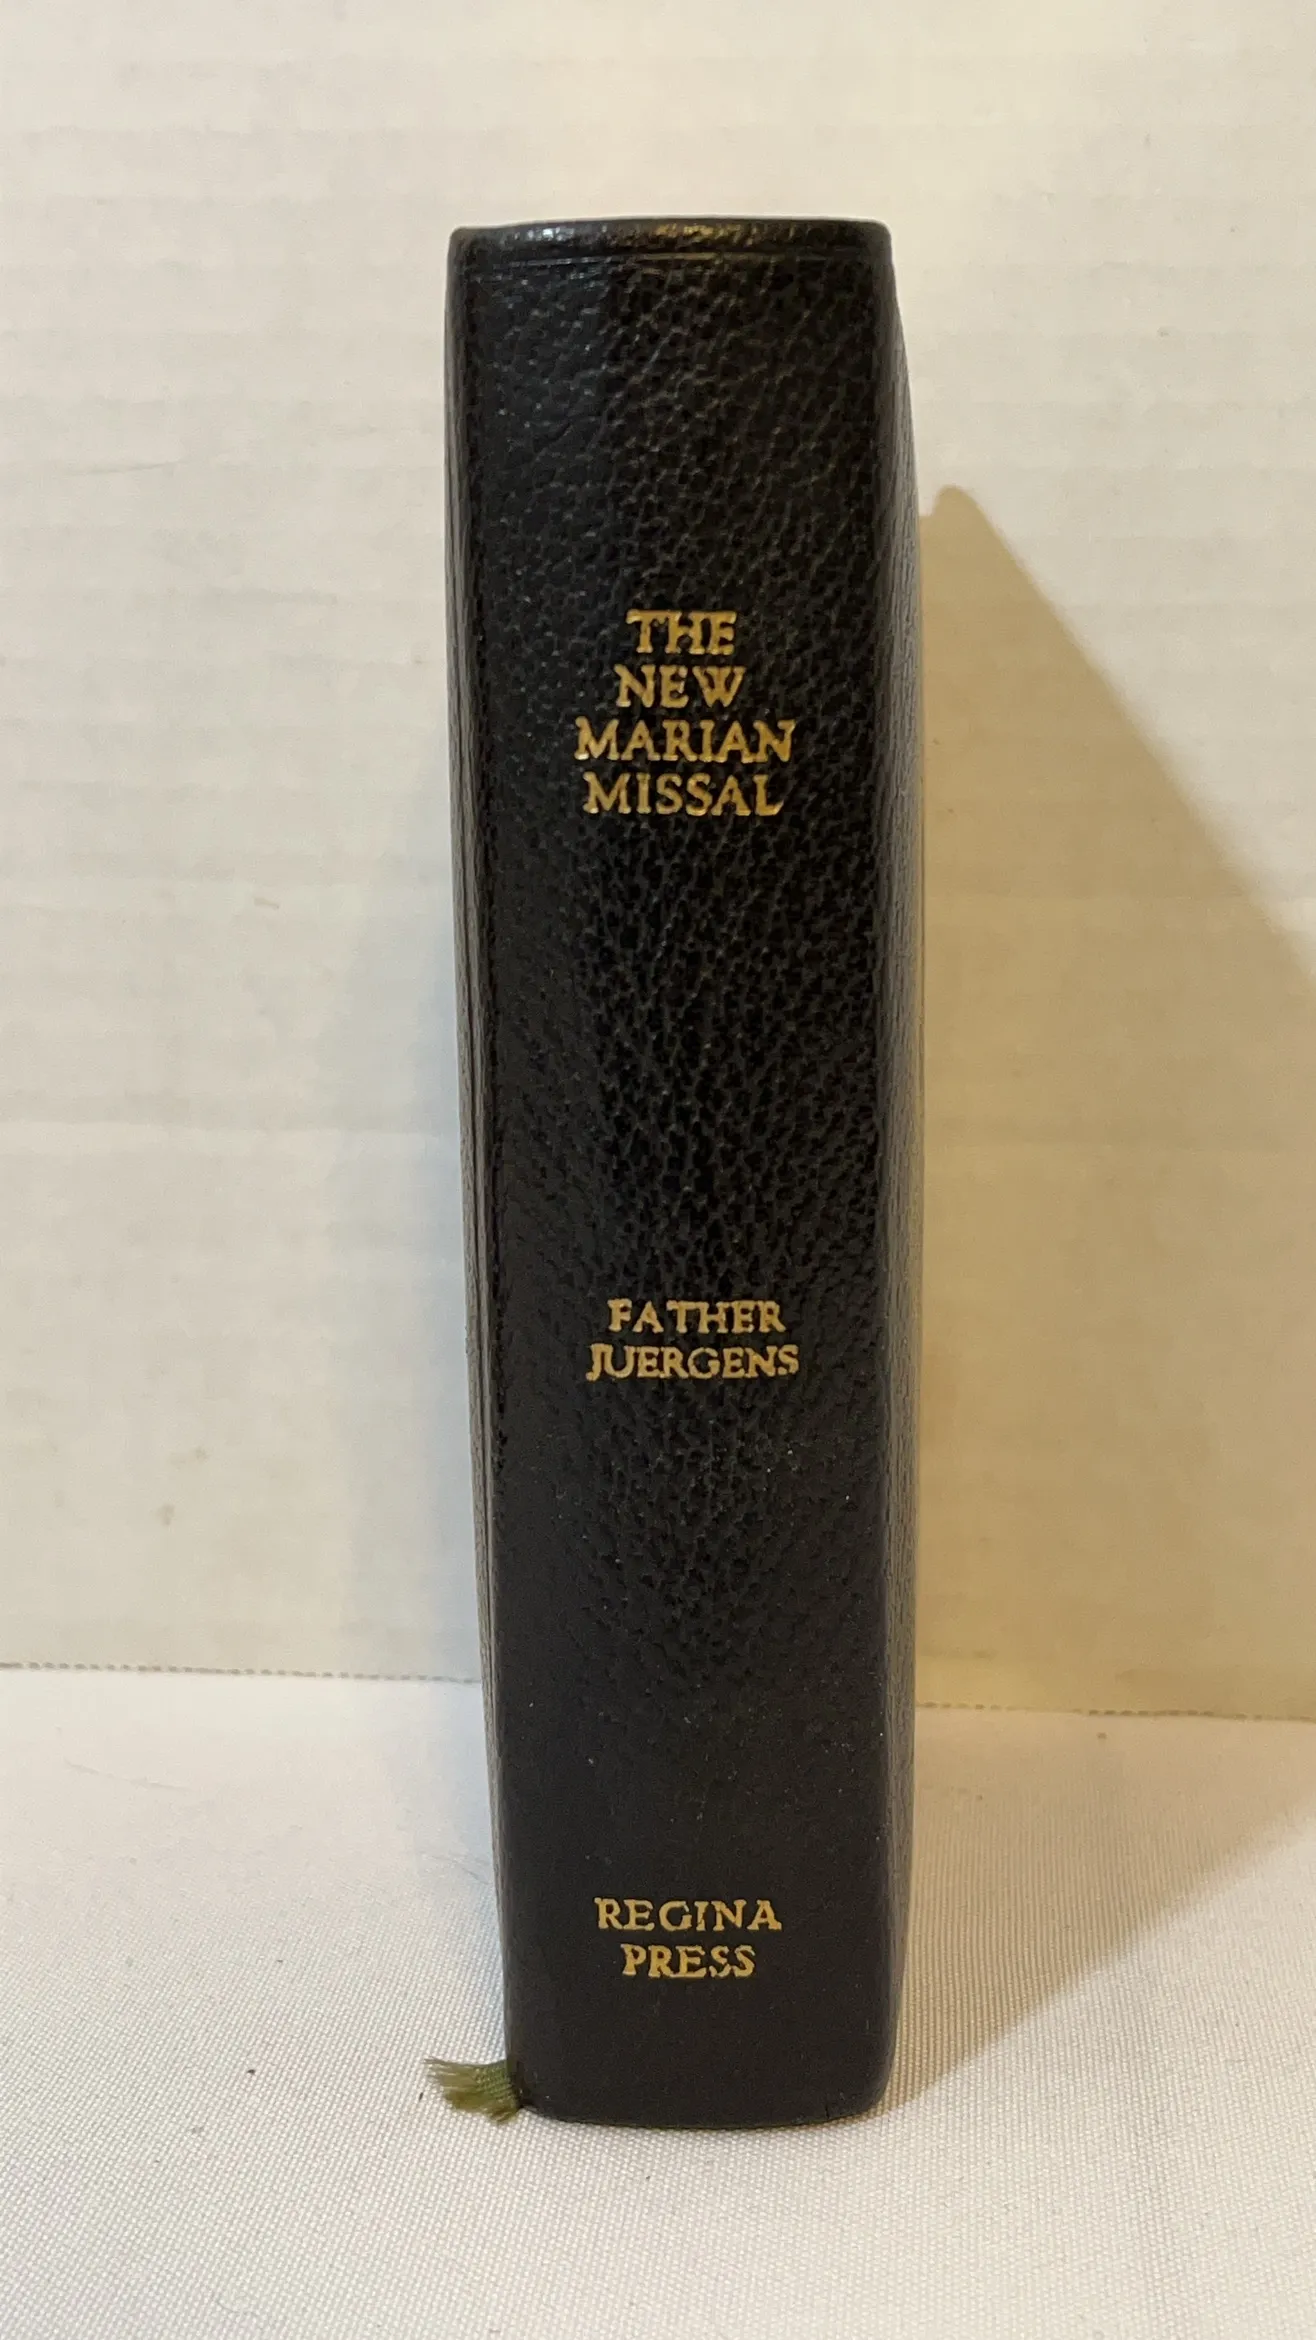 THE
NEW
MARIAN
MISSAL
FATHER
JUERGENS
REGINA
PRESS